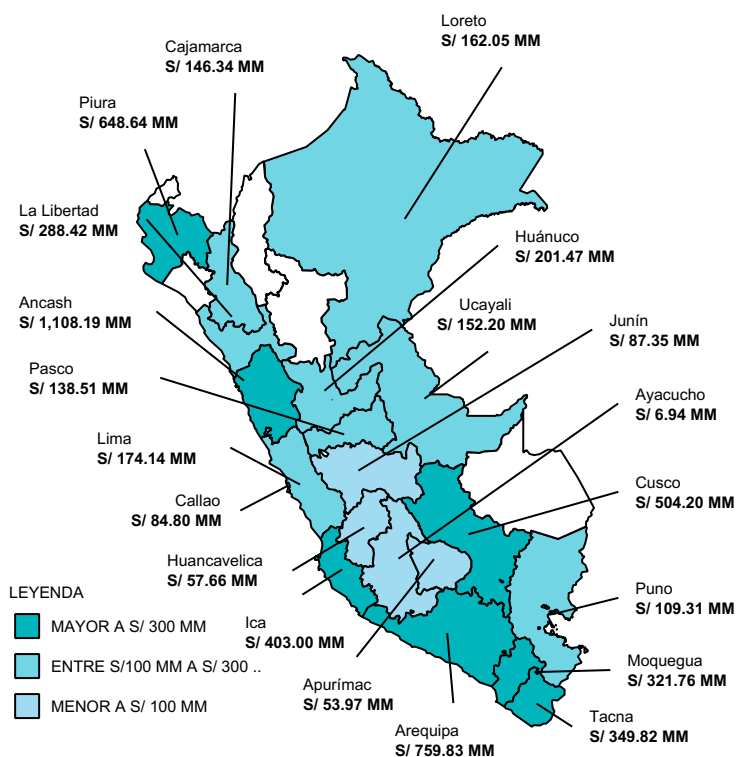 Loreto
S/ 162.05 MM
Cajamarca
S/ 146.34 MM
Piura
S/ 648.64 MM
La Libertad
S/ 288.42 MM
Huánuco
S/ 201.47 MM
Ancash
S/ 1,108.19 MM
Ucayali
S/ 152.20 MM
Junín
S/ 87.35 MM
Pasco
S/ 138.51 MM
Ayacucho
S/ 6.94 MM
Lima
S/ 174.14 MM
Cusco
S/ 504.20 MM
Callao
S/ 84.80 MM
Huancavelica
S/ 57.66 MM
Puno
S/ 109.31 MM
Ica
S/ 403.00 MM
Moquegua
S/ 321.76 MM
Apurímac
S/ 53.97 MM
Tacna
S/ 349.82 MM
Arequipa
S/ 759.83 MM
LEYENDA
MAYOR A S/ 300 MM
ENTRE S/100 MM A S/ 300 ..
MENOR A S/ 100 MM